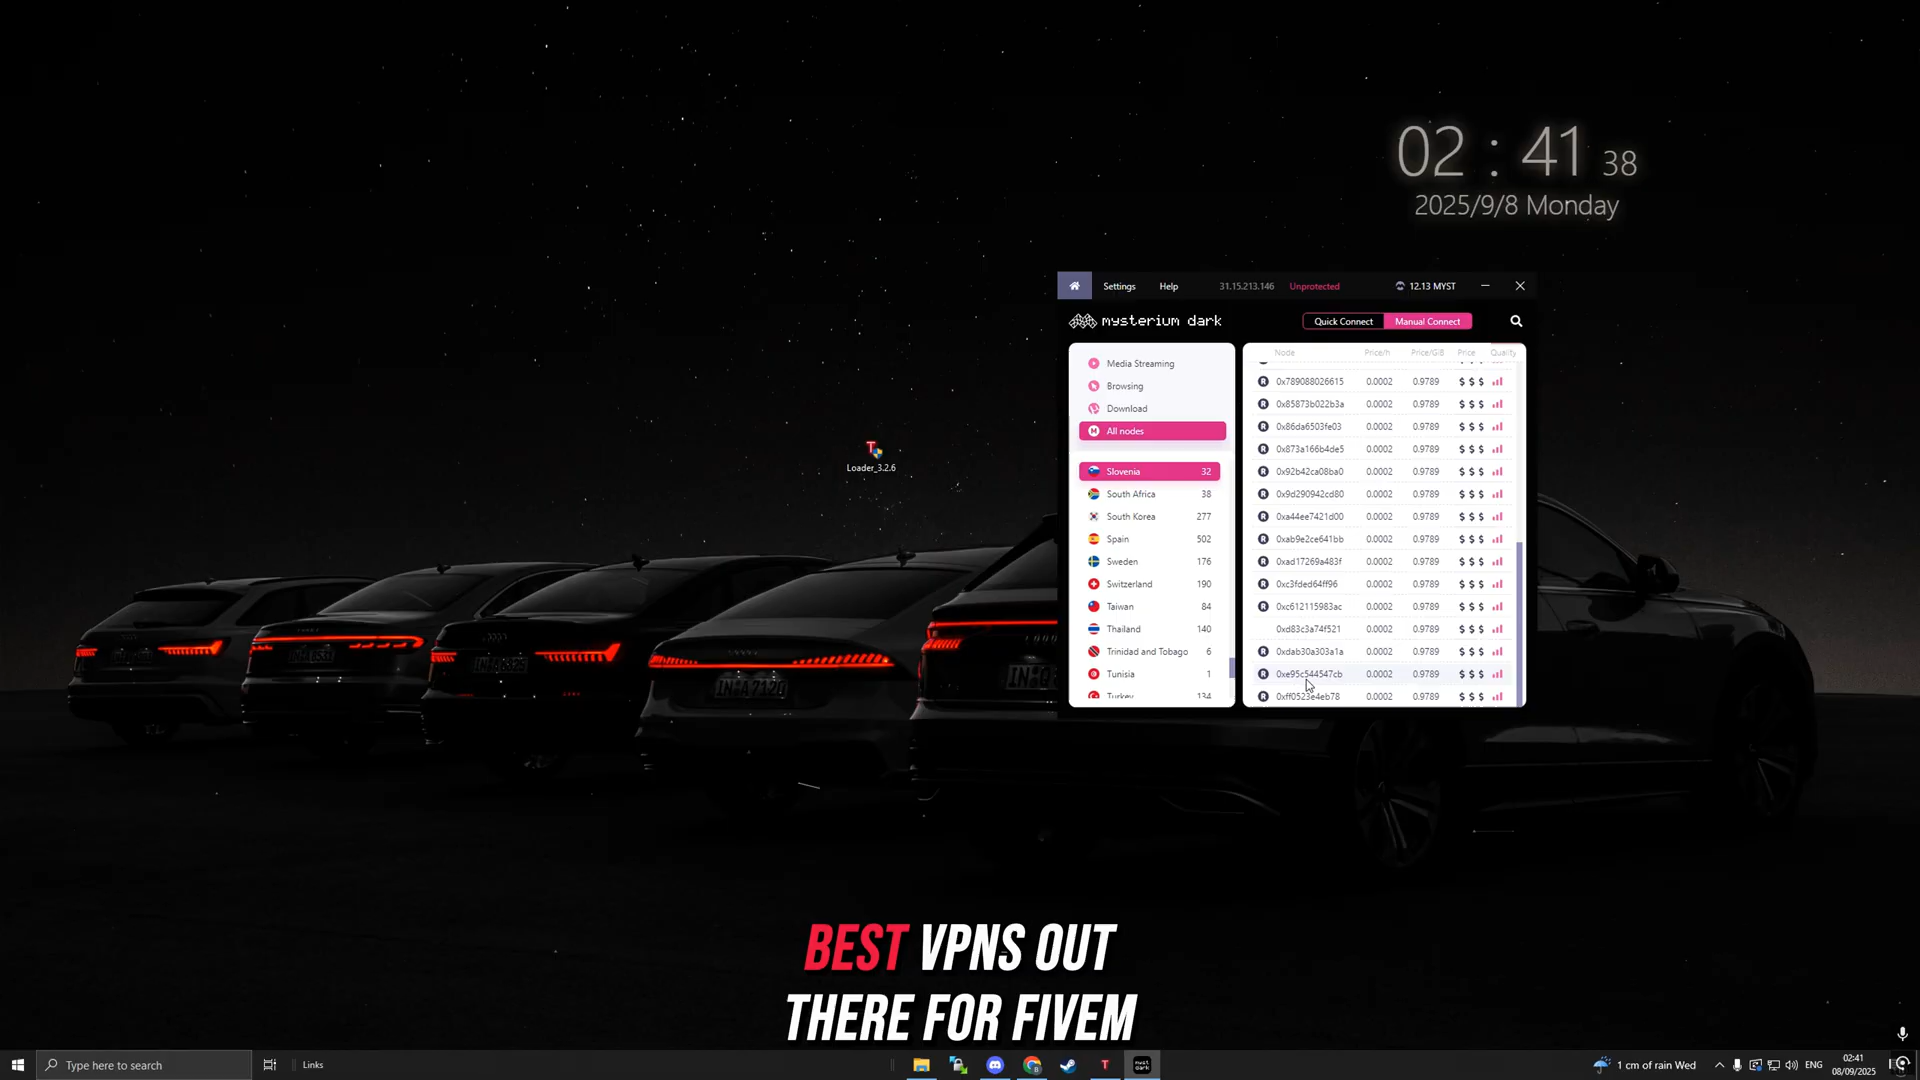 02 : 41 38
2025/9/8 Monday
Settings Help 31.15.213.146 Unprotected 12.13 MYST
mysterium dark Quick Connect Manual Connect
Media Streaming
Browsing
Download
M All nodes
Slovenia 32
South Africa 38
South Korea 277
Spain 502
Sweden 176
Switzerland 190
Taiwan 84
Thailand 140
Trinidad and Tobago 6
Tunisia 1
Turkey 134
Node Price/h Price/GiB Price Quality
R 0x789088026615 0.0002 0.9789 $ $ $
R 0x85873b022b3a 0.0002 0.9789 $ $ $
R 0x86da6503fe03 0.0002 0.9789 $ $ $
R 0x873a166b4de5 0.0002 0.9789 $ $ $
R 0x92b42ca08ba0 0.0002 0.9789 $ $ $
R 0x9d290942cd80 0.0002 0.9789 $ $ $
R 0xa44ee7421d00 0.0002 0.9789 $ $ $
R 0xab9e2ce641bb 0.0002 0.9789 $ $ $
R 0xad17269a483f 0.0002 0.9789 $ $ $
R 0xc3fded64ff96 0.0002 0.9789 $ $ $
R 0xc612115983ac 0.0002 0.9789 $ $ $
0xd83c3a74f521 0.0002 0.9789 $ $ $
R 0xdab30a303a1a 0.0002 0.9789 $ $ $
R 0xe95c544547cb 0.0002 0.9789 $ $ $
R 0xff0523e4eb78 0.0002 0.9789 $ $ $
Loader_3.2.6
BEST VPNS OUT
THERE FOR FIVEM
Type here to search
Links
1 cm of rain Wed
ENG
02:41
08/09/2025